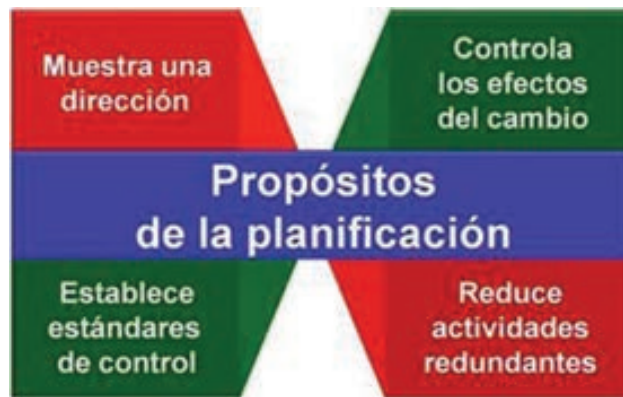 Muestra una
dirección
Controla
los efectos
del cambio
Propósitos
de la planificación
Establece
estándares
de control
Reduce
actividades
redundantes